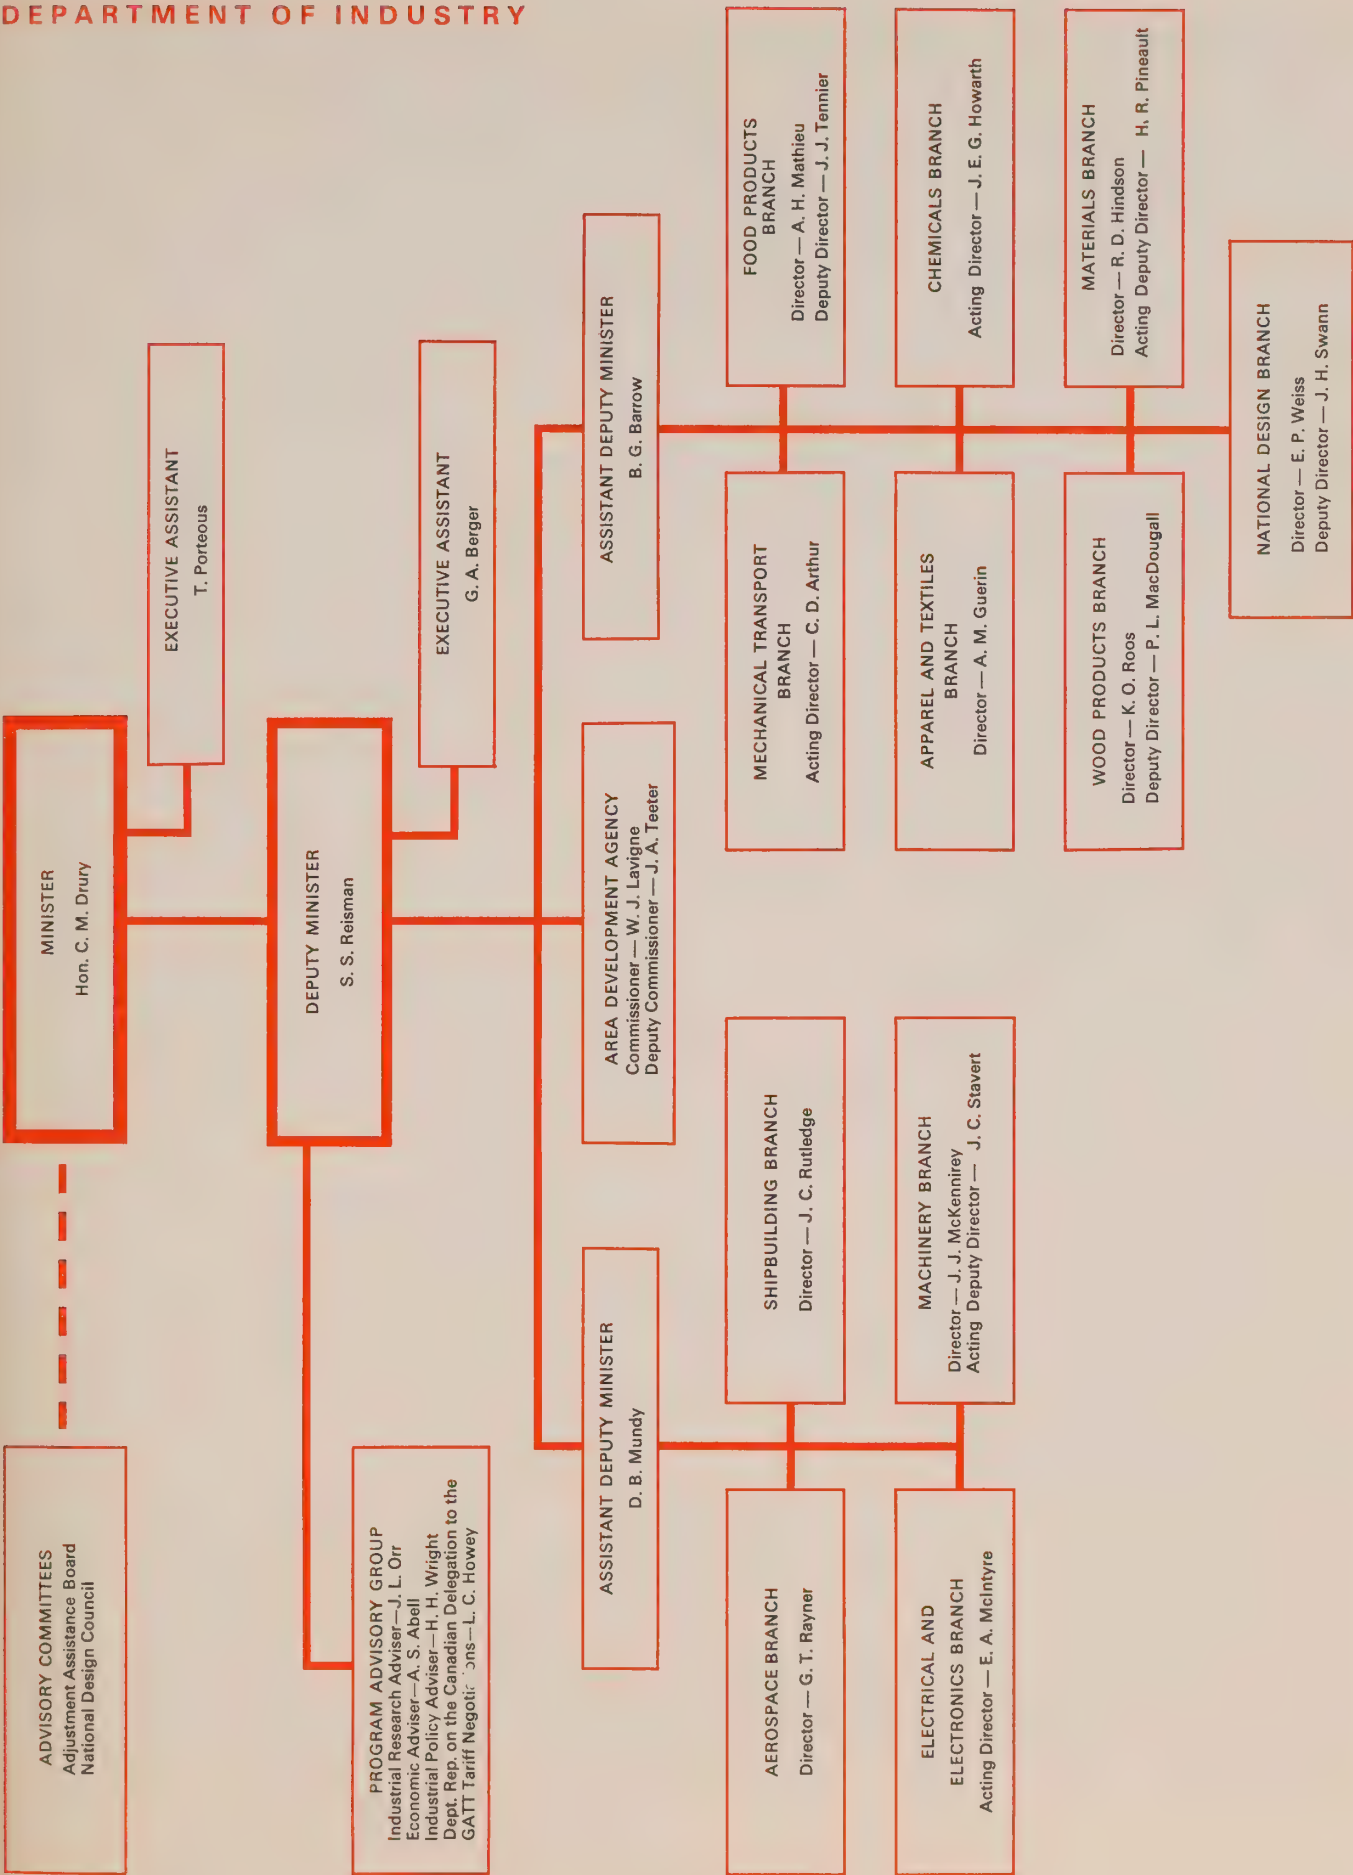 DEPARTMENT OF INDUSTRY
MINISTER
Hon. C. M. Drury
ADVISORY COMMITTEES
Adjustment Assistance Board
National Design Council
EXECUTIVE ASSISTANT
T. Porteous
DEPUTY MINISTER
S. S. Reisman
EXECUTIVE ASSISTANT
G. A. Berger
PROGRAM ADVISORY GROUP
Industrial Research Adviser—J. L. Orr
Economic Adviser—A. S. Abell
Industrial Policy Adviser—H. H. Wright
Dept. Rep. on the Canadian Delegation to the
GATT Tariff —L. C. Howey
ASSISTANT DEPUTY MINISTER
D. B. Mundy
AREA DEVELOPMENT AGENCY
Commissioner — W. J. Lavigne
Deputy Commissioner — J. A. Teeter
ASSISTANT DEPUTY MINISTER
B. G. Barrow
AEROSPACE BRANCH
Director — G. T. Rayner
SHIPBUILDING BRANCH
Director — J. C. Rutledge
MECHANICAL TRANSPORT
BRANCH
Acting Director — C. D. Arthur
FOOD PRODUCTS
BRANCH
Director — A. H. Mathieu
Deputy Director — J. J. Tennier
ELECTRICAL AND
ELECTRONICS BRANCH
Acting Director — E. A. McIntyre
MACHINERY BRANCH
Director — J. J. McKennirey
Acting Deputy Director — J. C. Stavert
APPAREL AND TEXTILES
BRANCH
Director — A. M. Guerin
CHEMICALS BRANCH
Acting Director — J. E. G. Howarth
WOOD PRODUCTS BRANCH
Director — K. O. Roos
Deputy Director — P. L. MacDougall
MATERIALS BRANCH
Director — R. D. Hindson
Acting Deputy Director — H. R. Pineault
NATIONAL DESIGN BRANCH
Director — E. P. Weiss
Deputy Director — J. H. Swann